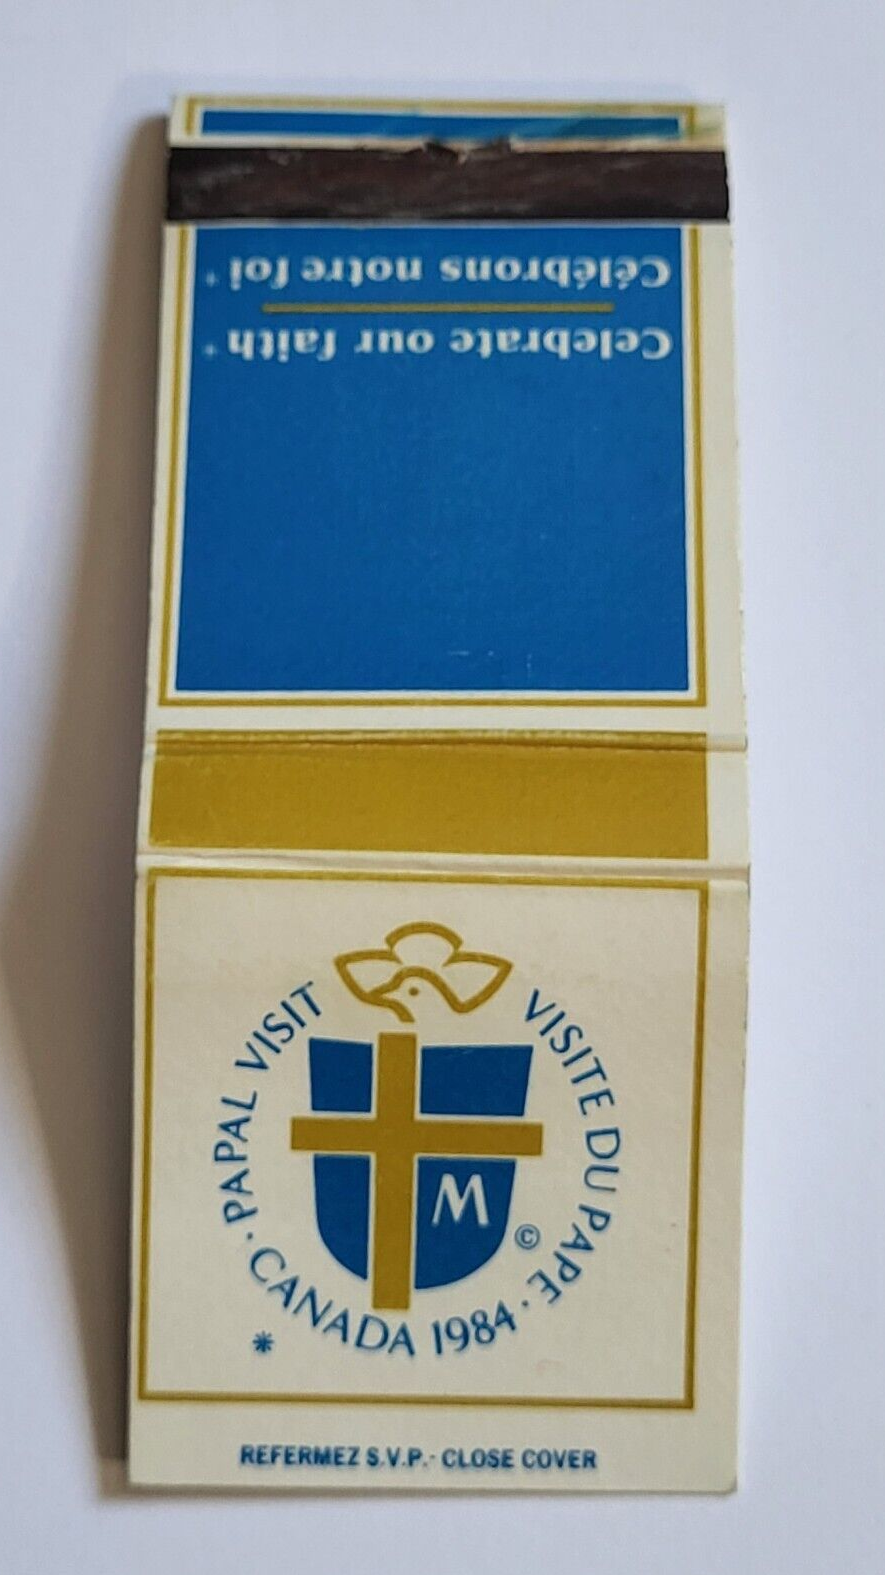 Celebrate our faith*
Célébrons notre foi*
PAPAL VISIT
VISITE DU PAPE
· CANADA 1984 ·
M
©
*
REFERMEZ S.V.P. - CLOSE COVER